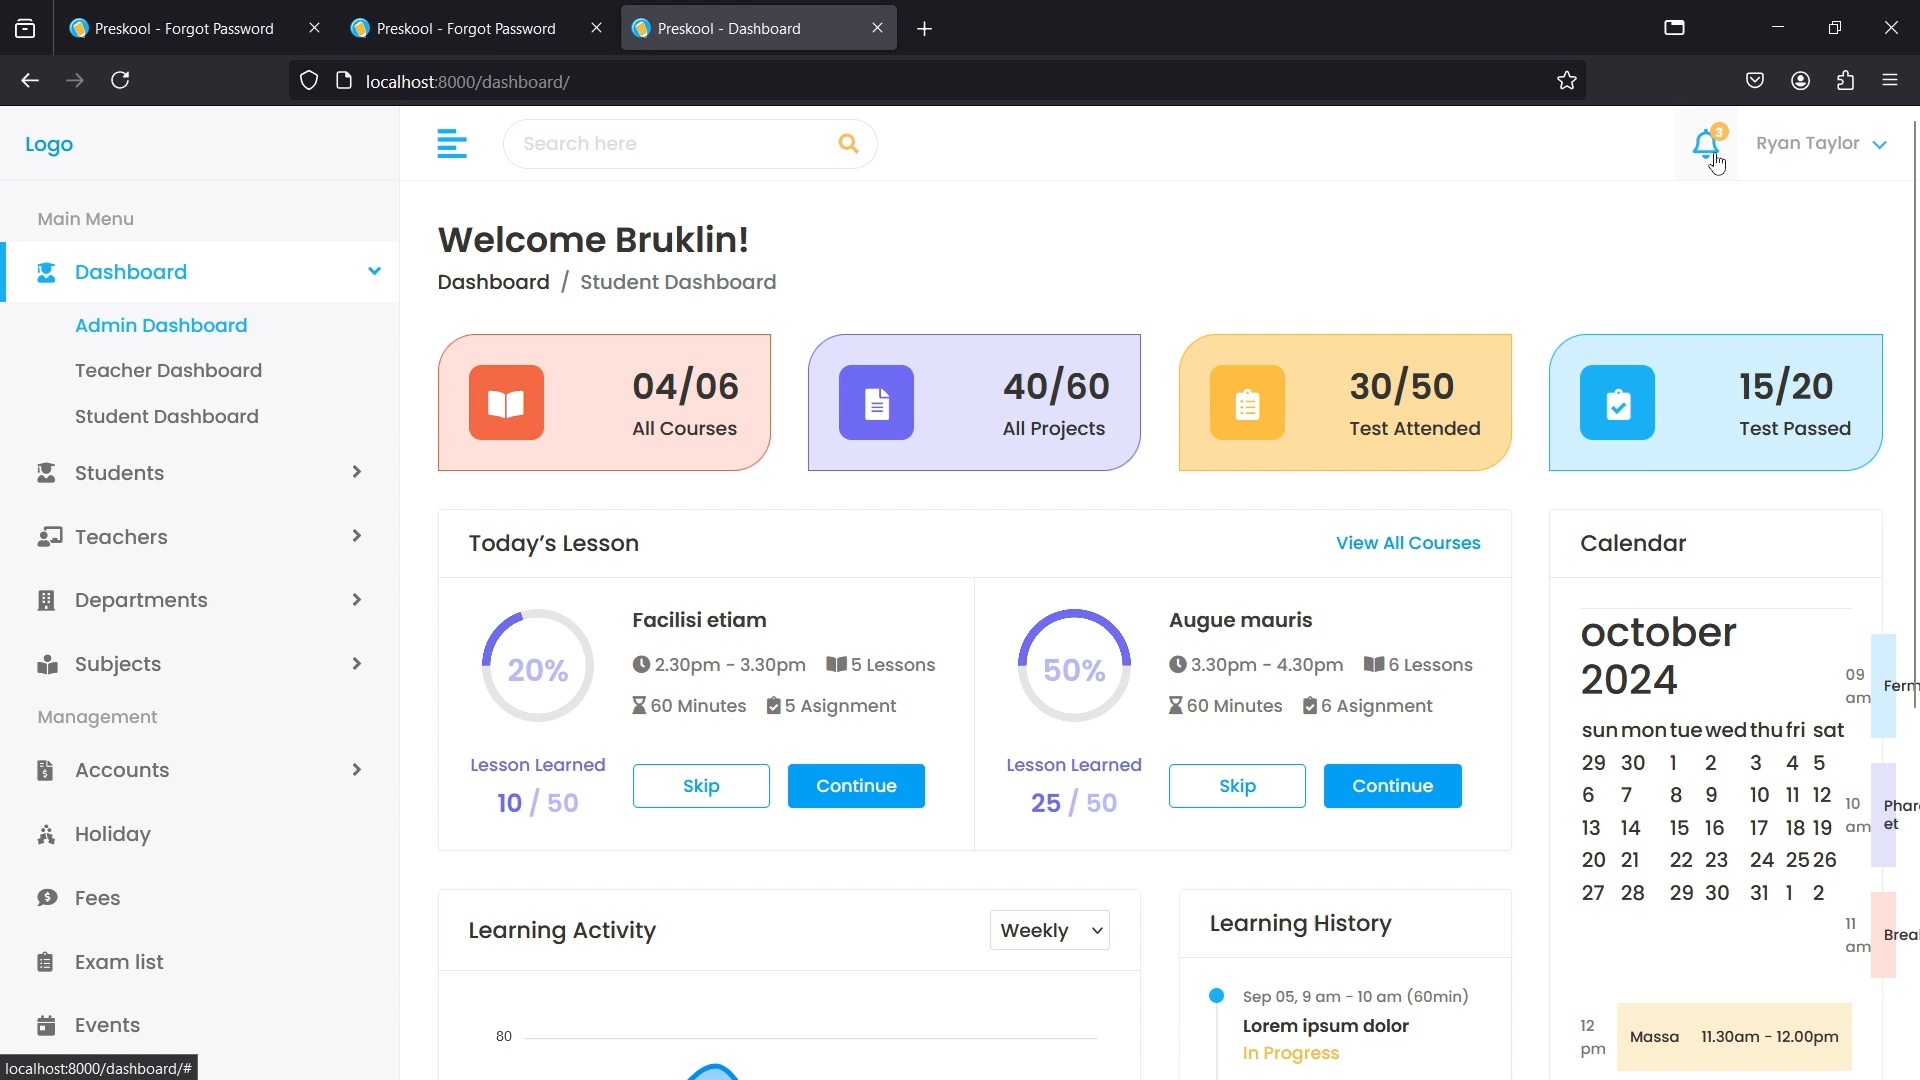 Preskool - Forgot Password
Preskool - Forgot Password
Preskool - Dashboard
localhost:8000/dashboard/
Logo
Search here
3
Ryan Taylor
Main Menu
Dashboard
Admin Dashboard
Teacher Dashboard
Student Dashboard
Students
Teachers
Departments
Subjects
Management
Accounts
Holiday
Fees
Exam list
Events
localhost:8000/dashboard/#
Welcome Bruklin!
Dashboard / Student Dashboard
04/06
All Courses
40/60
All Projects
30/50
Test Attended
15/20
Test Passed
Today's Lesson
View All Courses
20%
Facilisi etiam
2.30pm - 3.30pm 5 Lessons
60 Minutes 5 Asignment
Lesson Learned
10 / 50
Skip
Continue
50%
Augue mauris
3.30pm - 4.30pm 6 Lessons
60 Minutes 6 Asignment
Lesson Learned
25 / 50
Skip
Continue
Learning Activity
Weekly
80
Learning History
Sep 05, 9 am - 10 am (60min)
Lorem ipsum dolor
In Progress
Calendar
october
2024
sun mon tue wed thu fri sat
29 30 1 2 3 4 5
6 7 8 9 10 11 12
13 14 15 16 17 18 19
20 21 22 23 24 25 26
27 28 29 30 31 1 2
09
am
Ferm
10
am
Phar
et
11
am
Brea
12
pm
Massa 11.30am - 12.00pm